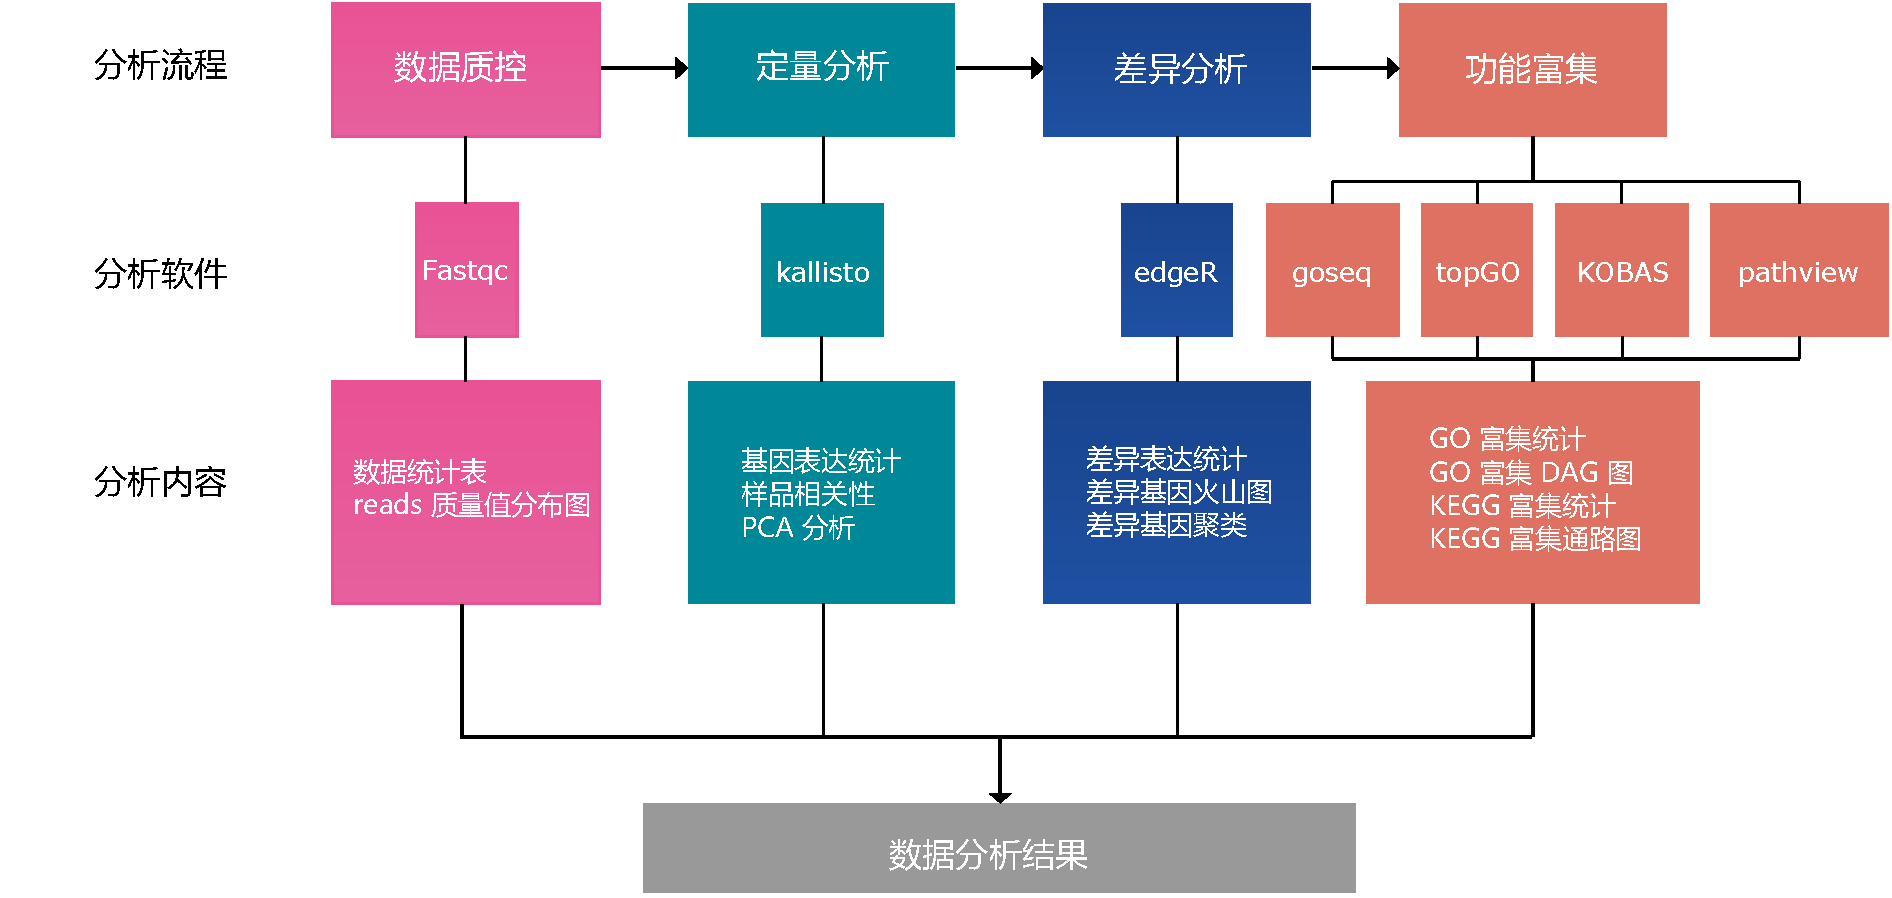 分析流程
数据质控
定量分析
差异分析
功能富集
分析软件
Fastqc
kallisto
edgeR
goseq
topGO
KOBAS
pathview
分析内容
数据统计表
reads 质量值分布图
基因表达统计
样品相关性
PCA 分析
差异表达统计
差异基因火山图
差异基因聚类
GO 富集统计
GO 富集 DAG 图
KEGG 富集统计
KEGG 富集通路图
数据分析结果